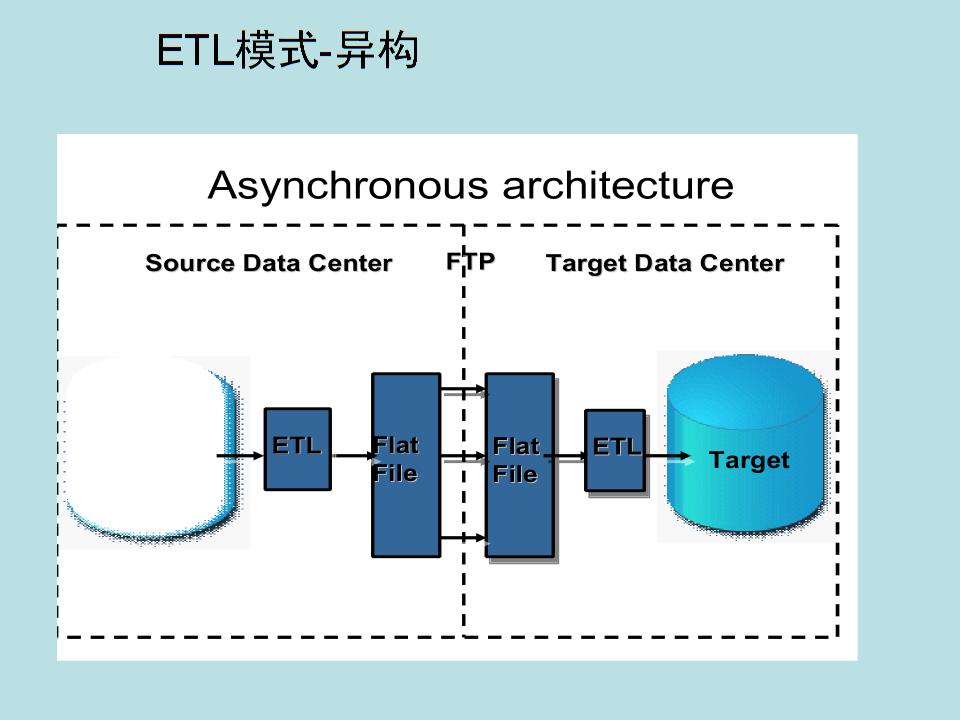 ETL模式-异构
Asynchronous architecture
Source Data Center
FTP
Target Data Center
ETL
Flat
File
Flat
File
ETL
Target